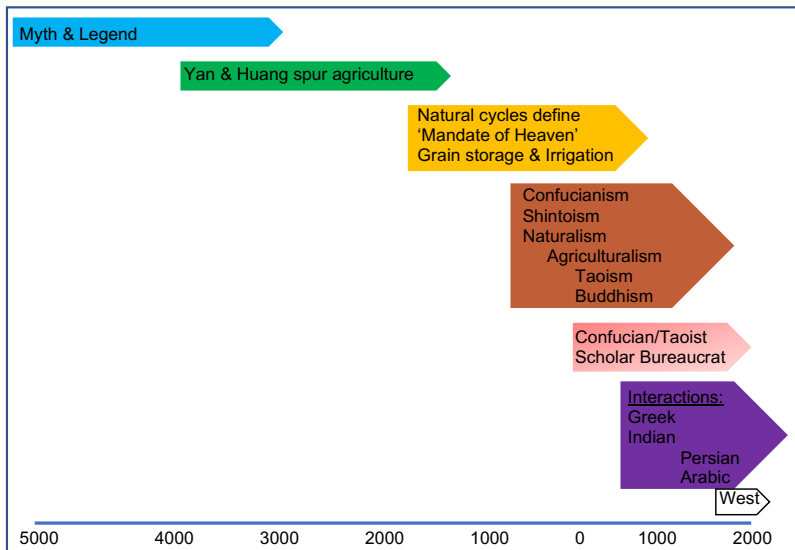 Myth & Legend
Yan & Huang spur agriculture
Natural cycles define
‘Mandate of Heaven’
Grain storage & Irrigation
Confucianism
Shintoism
Naturalism
Agriculturalism
Taoism
Buddhism
Confucian/Taoist
Scholar Bureaucrat
Interactions:
Greek
Indian
Persian
Arabic
West
5000 4000 3000 2000 1000 0 1000 2000